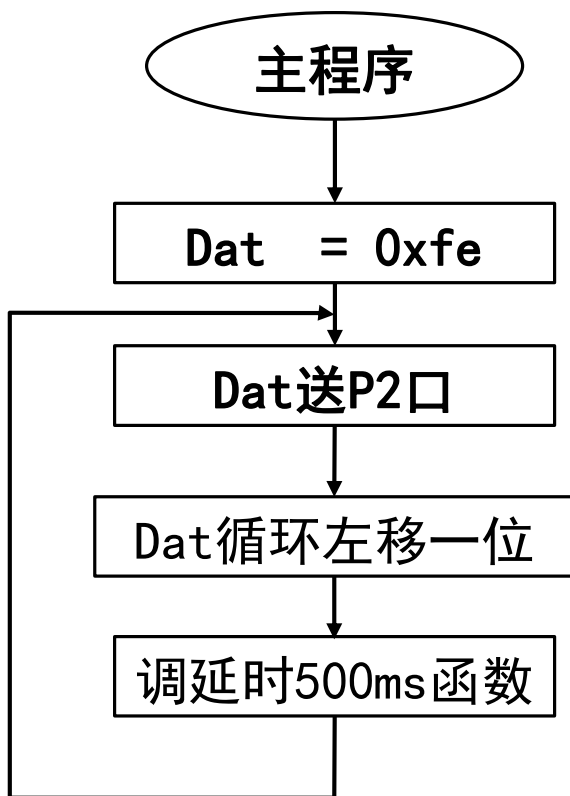 主程序
Dat = 0xfe
Dat送P2口
Dat循环左移一位
调延时500ms函数